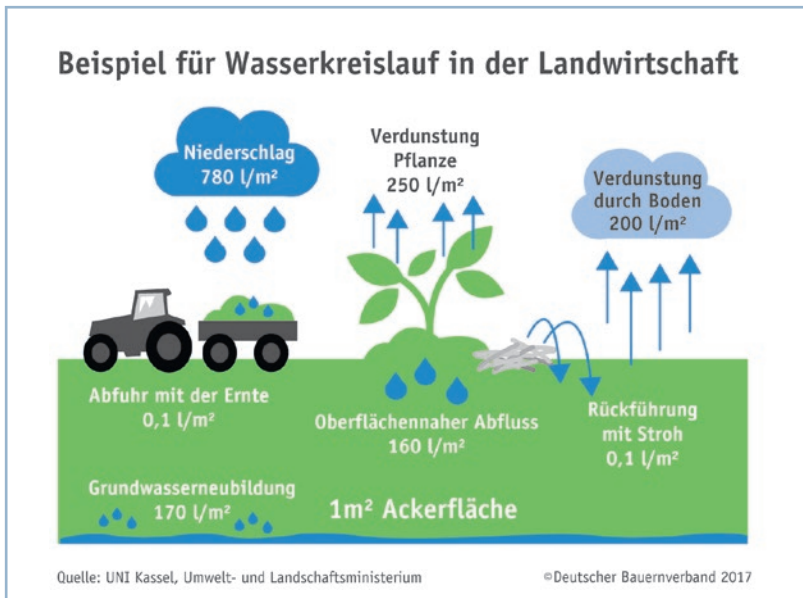 Beispiel für Wasserkreislauf in der Landwirtschaft
Niederschlag
780 l/m²
Verdunstung
Pflanze
250 l/m²
Verdunstung
durch Boden
200 l/m²
Abfuhr mit der Ernte
0,1 l/m²
Oberflächennaher Abfluss
160 l/m²
Rückführung
mit Stroh
0,1 l/m²
Grundwasserneubildung
170 l/m²
1m² Ackerfläche
Quelle: UNI Kassel, Umwelt- und Landschaftsministerium
©Deutscher Bauernverband 2017